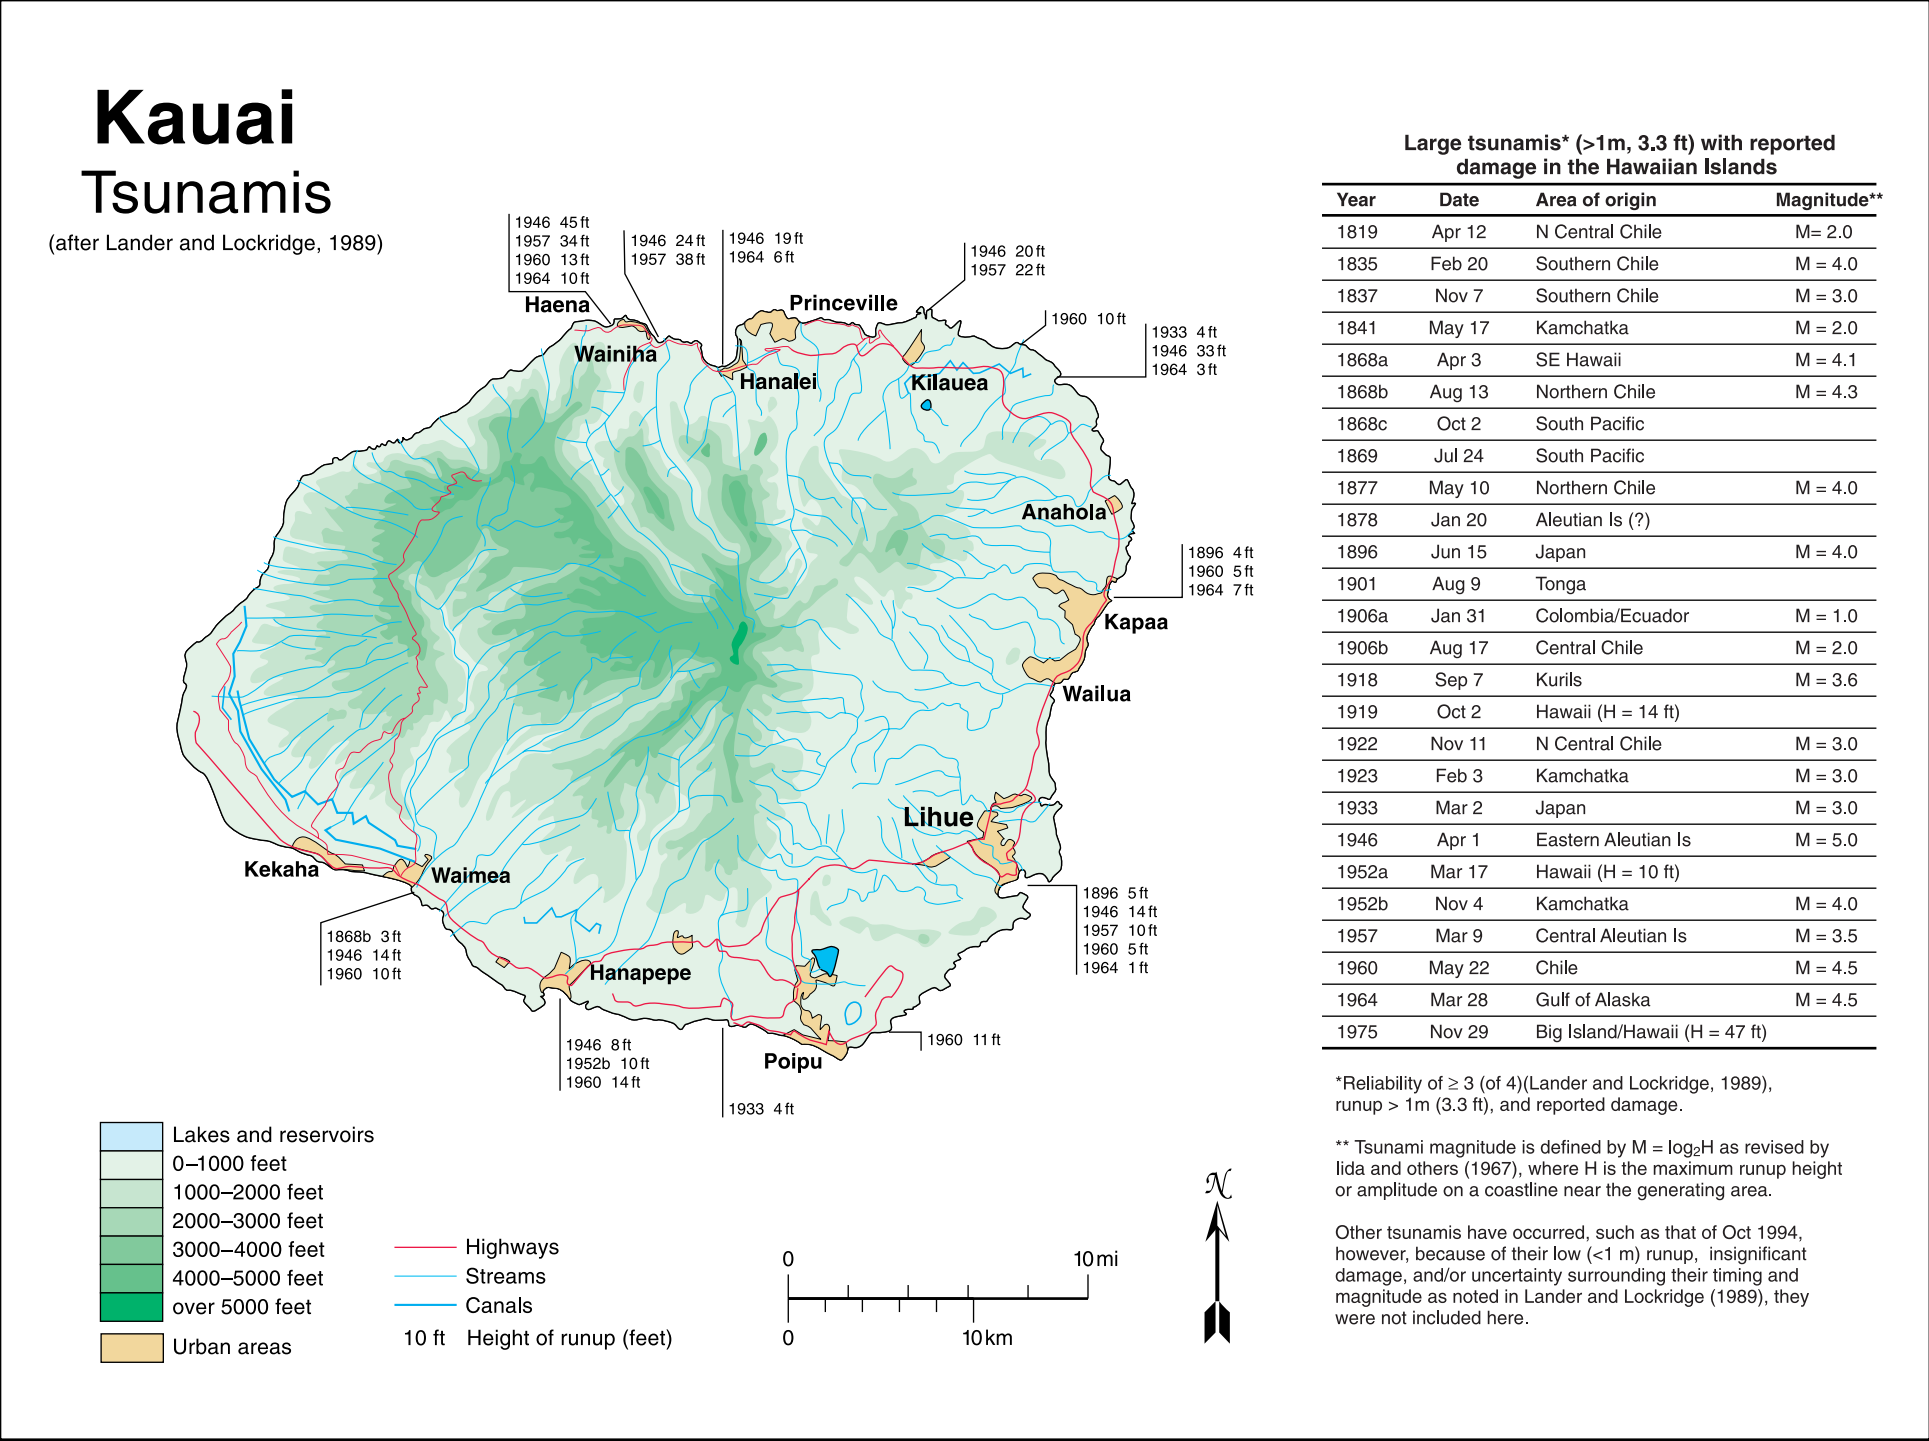 Kauai
Tsunamis
(after Lander and Lockridge, 1989)
1946 45 ft
1957 34 ft
1960 13 ft
1964 10 ft
1946 24 ft
1957 38 ft
1946 19 ft
1964 6 ft
1946 20 ft
1957 22 ft
1960 10 ft
1933 4 ft
1946 33 ft
1964 3 ft
Haena
Princeville
Wainiha
Hanalei
Kilauea
Anahola
1896 4 ft
1960 5 ft
1964 7 ft
Kapaa
Wailua
Lihue
Kekaha
Waimea
1868b 3 ft
1946 14 ft
1960 10 ft
Hanapepe
1896 5 ft
1946 14 ft
1957 10 ft
1960 5 ft
1964 1 ft
1946 8 ft
1952b 10 ft
1960 14 ft
Poipu
1960 11 ft
1933 4 ft
Lakes and reservoirs
0–1000 feet
1000–2000 feet
2000–3000 feet
3000–4000 feet
4000–5000 feet
over 5000 feet
Urban areas
Highways
Streams
Canals
10 ft Height of runup (feet)
0 10 mi
0 10 km
N
Large tsunamis* (>1m, 3.3 ft) with reported
damage in the Hawaiian Islands
Year Date Area of origin Magnitude**
1819 Apr 12 N Central Chile M= 2.0
1835 Feb 20 Southern Chile M = 4.0
1837 Nov 7 Southern Chile M = 3.0
1841 May 17 Kamchatka M = 2.0
1868a Apr 3 SE Hawaii M = 4.1
1868b Aug 13 Northern Chile M = 4.3
1868c Oct 2 South Pacific
1869 Jul 24 South Pacific
1877 May 10 Northern Chile M = 4.0
1878 Jan 20 Aleutian Is (?)
1896 Jun 15 Japan M = 4.0
1901 Aug 9 Tonga
1906a Jan 31 Colombia/Ecuador M = 1.0
1906b Aug 17 Central Chile M = 2.0
1918 Sep 7 Kurils M = 3.6
1919 Oct 2 Hawaii (H = 14 ft)
1922 Nov 11 N Central Chile M = 3.0
1923 Feb 3 Kamchatka M = 3.0
1933 Mar 2 Japan M = 3.0
1946 Apr 1 Eastern Aleutian Is M = 5.0
1952a Mar 17 Hawaii (H = 10 ft)
1952b Nov 4 Kamchatka M = 4.0
1957 Mar 9 Central Aleutian Is M = 3.5
1960 May 22 Chile M = 4.5
1964 Mar 28 Gulf of Alaska M = 4.5
1975 Nov 29 Big Island/Hawaii (H = 47 ft)
*Reliability of ≥ 3 (of 4)(Lander and Lockridge, 1989),
runup > 1m (3.3 ft), and reported damage.
** Tsunami magnitude is defined by M = log₂H as revised by
Iida and others (1967), where H is the maximum runup height
or amplitude on a coastline near the generating area.
Other tsunamis have occurred, such as that of Oct 1994,
however, because of their low (<1 m) runup, insignificant
damage, and/or uncertainty surrounding their timing and
magnitude as noted in Lander and Lockridge (1989), they
were not included here.